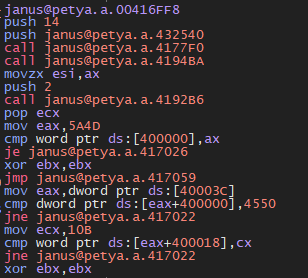 janus@petya.a.00416FF8
push 14
push janus@petya.a.432540
call janus@petya.a.4177F0
call janus@petya.a.4194BA
movzx esi,ax
push 2
call janus@petya.a.4192B6
pop ecx
mov eax,5A4D
cmp word ptr ds:[400000],ax
je janus@petya.a.417026
xor ebx,ebx
jmp janus@petya.a.417059
mov eax,dword ptr ds:[40003C]
cmp dword ptr ds:[eax+400000],4550
jne janus@petya.a.417022
mov ecx,10B
cmp word ptr ds:[eax+400018],cx
jne janus@petya.a.417022
xor ebx,ebx